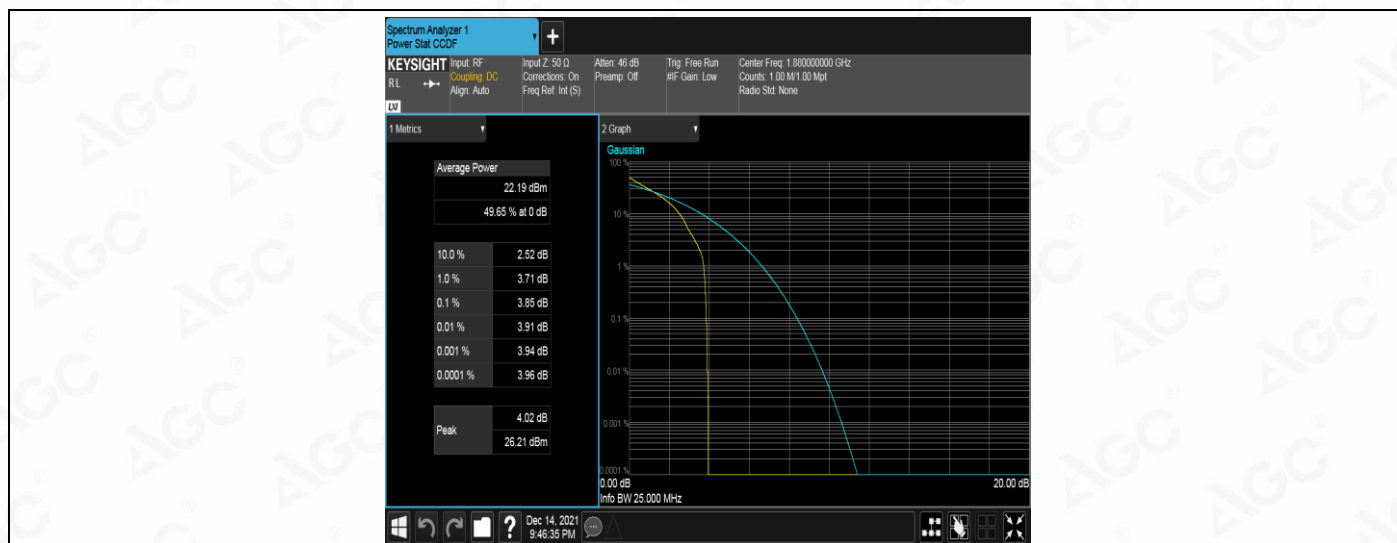 Spectrum Analyzer 1
Power Stat CCDF
KEYSIGHT
Input: RF
Coupling: DC
Align: Auto
Input Z: 50 Ω
Corrections: On
Freq Ref: Int (S)
Atten: 46 dB
Preamp: Off
Trig: Free Run
#IF Gain: Low
Center Freq: 1.880000000 GHz
Counts: 1.00 M/1.00 Mpt
Radio Std: None
R L
LXI
1 Metrics
Average Power
22.19 dBm
49.65 % at 0 dB
10.0 % 2.52 dB
1.0 % 3.71 dB
0.1 % 3.85 dB
0.01 % 3.91 dB
0.001 % 3.94 dB
0.0001 % 3.96 dB
Peak
4.02 dB
26.21 dBm
2 Graph
Gaussian
100 %
10 %
1 %
0.1 %
0.01 %
0.001 %
0.0001 %
0.00 dB
20.00 dB
Info BW 25.000 MHz
Dec 14, 2021
9:46:35 PM
AGC